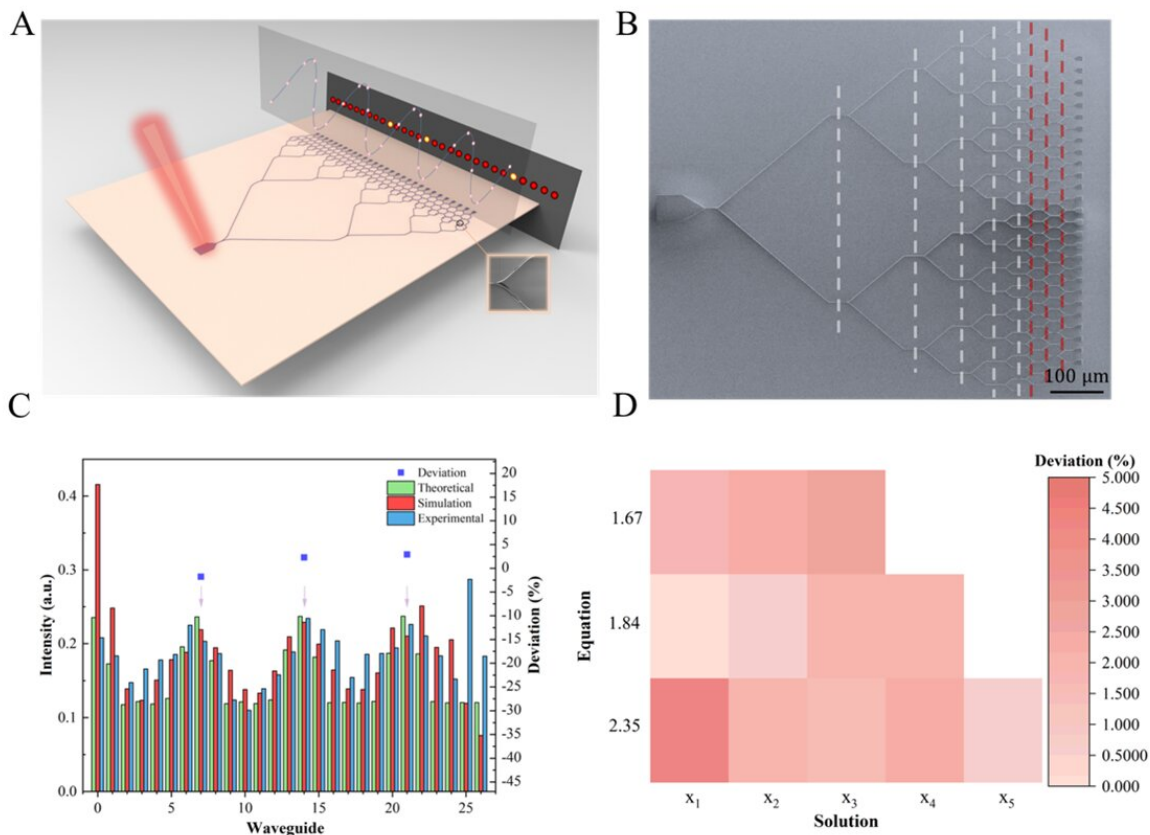 A
B
100 μm
C
D
Deviation
Theoretical
Simulation
Experimental
Intensity (a.u.)
0.4
0.3
0.2
0.1
0.0
Deviation (%)
20
15
10
5
0
-5
-10
-15
-20
-25
-30
-35
-40
-45
0 5 10 15 20 25
Waveguide
Deviation (%)
5.000
4.500
4.000
3.500
3.000
2.500
2.000
1.500
1.000
0.5000
0.000
Equation
1.67
1.84
2.35
x₁ x₂ x₃ x₄ x₅
Solution